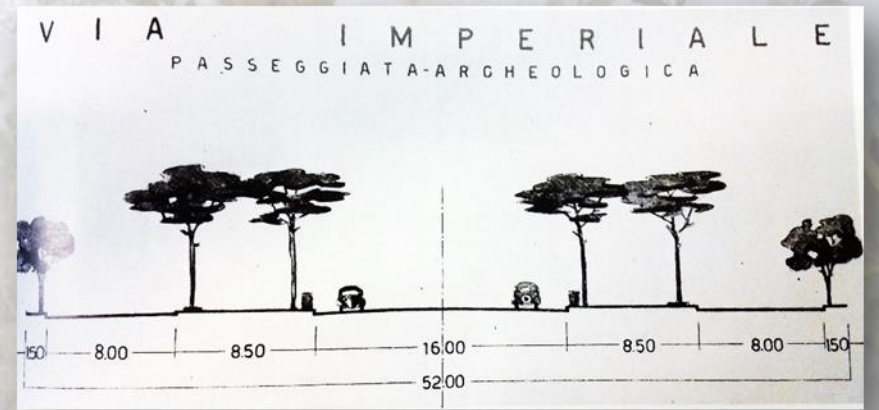 VIA IMPERIALE
PASSEGGIATA-ARCHEOLOGICA
150 8.00 8.50 16.00 8.50 8.00 150
52.00